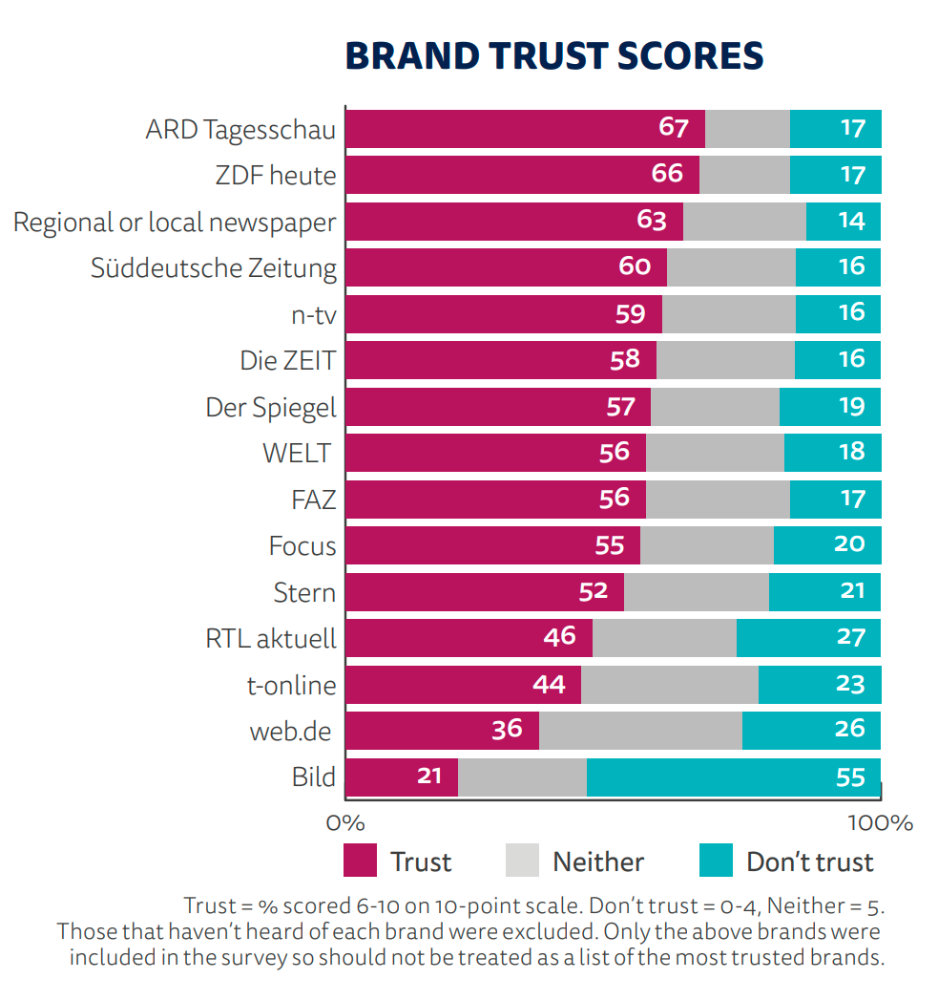 BRAND TRUST SCORES
ARD Tagesschau 67 17
ZDF heute 66 17
Regional or local newspaper 63 14
Süddeutsche Zeitung 60 16
n-tv 59 16
Die ZEIT 58 16
Der Spiegel 57 19
WELT 56 18
FAZ 56 17
Focus 55 20
Stern 52 21
RTL aktuell 46 27
t-online 44 23
web.de 36 26
Bild 21 55
0% 100%
Trust Neither Don’t trust
Trust = % scored 6-10 on 10-point scale. Don’t trust = 0-4, Neither = 5.
Those that haven’t heard of each brand were excluded. Only the above brands were
included in the survey so should not be treated as a list of the most trusted brands.